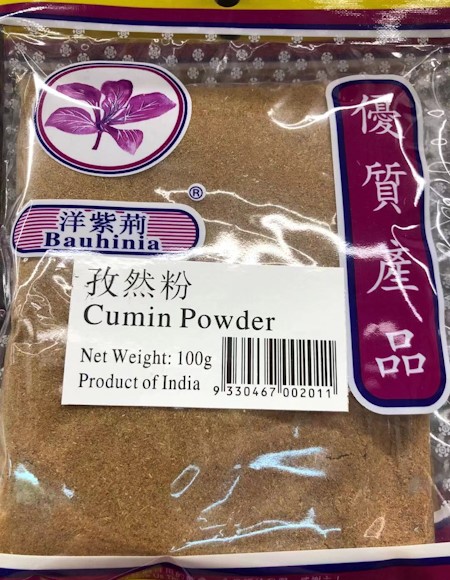 優質產品
®
洋紫荊
Bauhinia
孜然粉
Cumin Powder
Net Weight: 100g
Product of India
9 330467 002011